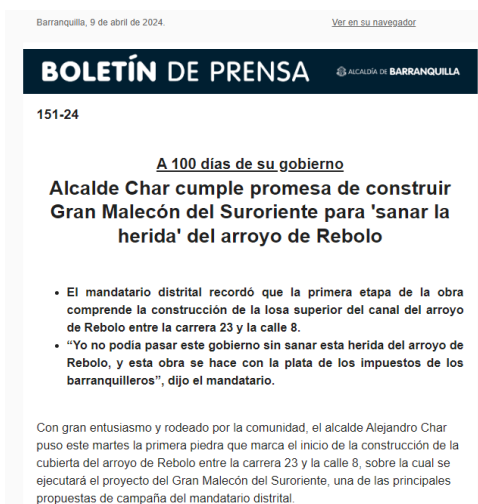 Barranquilla, 9 de abril de 2024.
Ver en su navegador
BOLETÍN DE PRENSA
ALCALDÍA DE BARRANQUILLA
151-24
A 100 días de su gobierno
Alcalde Char cumple promesa de construir
Gran Malecón del Suroriente para 'sanar la
herida' del arroyo de Rebolo
• El mandatario distrital recordó que la primera etapa de la obra
comprende la construcción de la losa superior del canal del arroyo
de Rebolo entre la carrera 23 y la calle 8.
• “Yo no podía pasar este gobierno sin sanar esta herida del arroyo de
Rebolo, y esta obra se hace con la plata de los impuestos de los
barranquilleros”, dijo el mandatario.
Con gran entusiasmo y rodeado por la comunidad, el alcalde Alejandro Char
puso este martes la primera piedra que marca el inicio de la construcción de la
cubierta del arroyo de Rebolo entre la carrera 23 y la calle 8, sobre la cual se
ejecutará el proyecto del Gran Malecón del Suroriente, una de las principales
propuestas de campaña del mandatario distrital.